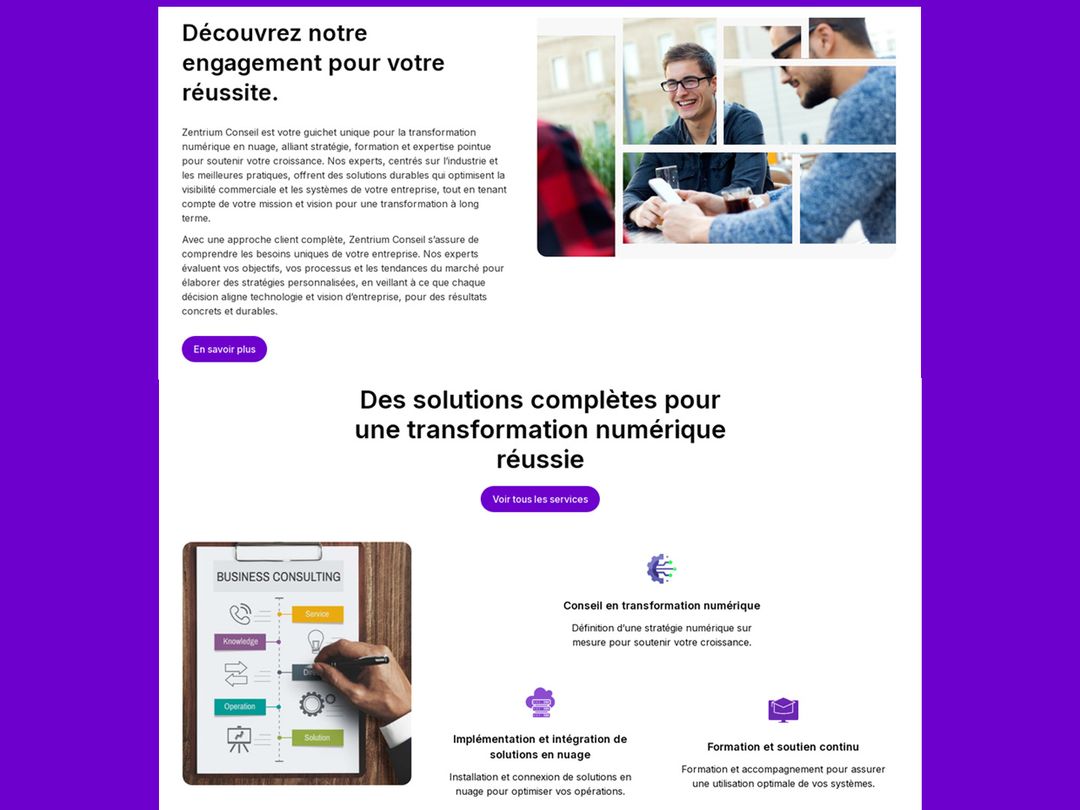 Découvrez notre
engagement pour votre
réussite.
Zentrium Conseil est votre guichet unique pour la transformation
numérique en nuage, alliant stratégie, formation et expertise pointue
pour soutenir votre croissance. Nos experts, centrés sur l’industrie et
les meilleures pratiques, offrent des solutions durables qui optimisent la
visibilité commerciale et les systèmes de votre entreprise, tout en tenant
compte de votre mission et vision pour une transformation à long
terme.
Avec une approche client complète, Zentrium Conseil s’assure de
comprendre les besoins uniques de votre entreprise. Nos experts
évaluent vos objectifs, vos processus et les tendances du marché pour
élaborer des stratégies personnalisées, en veillant à ce que chaque
décision aligne technologie et vision d’entreprise, pour des résultats
concrets et durables.
En savoir plus
Des solutions complètes pour
une transformation numérique
réussie
Voir tous les services
BUSINESS CONSULTING
Service
Knowledge
Operation
Solution
Conseil en transformation numérique
Définition d’une stratégie numérique sur
mesure pour soutenir votre croissance.
Implémentation et intégration de
solutions en nuage
Installation et connexion de solutions en
nuage pour optimiser vos opérations.
Formation et soutien continu
Formation et accompagnement pour assurer
une utilisation optimale de vos systèmes.